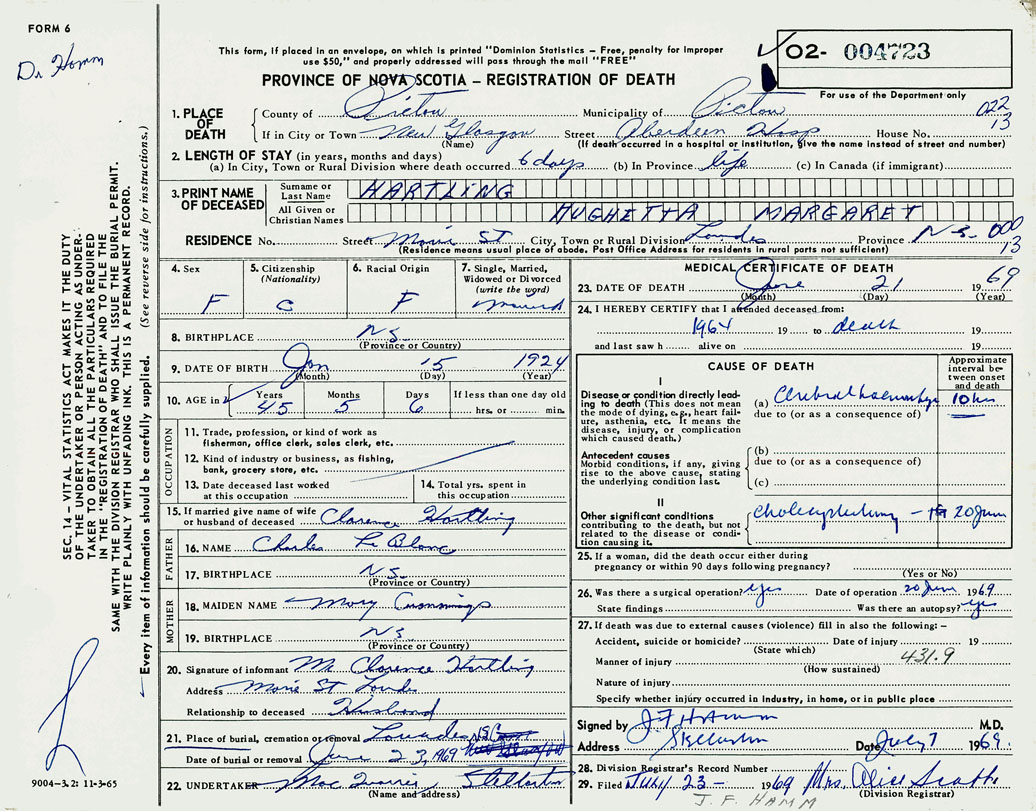 FORM 6
Dr Hamm
This form, if placed in an envelope, on which is printed "Dominion Statistics – Free, penalty for improper
use $50," and properly addressed will pass through the mail "FREE"
PROVINCE OF NOVA SCOTIA – REGISTRATION OF DEATH
O2- 004723
For use of the Department only
1. PLACE OF DEATH
County of Pictou Municipality of Pictou 022
If in City or Town New Glasgow Street Aberdeen Hosp House No. 13
(Name) (If death occurred in a hospital or institution, give the name instead of street and number)
2. LENGTH OF STAY (in years, months and days)
(a) In City, Town or Rural Division where death occurred 6 days (b) In Province life (c) In Canada (if immigrant)
3. PRINT NAME OF DECEASED
Surname or Last Name HARTLING
All Given or Christian Names HUGHETTA MARGARET
RESIDENCE No. Street Marie ST City, Town or Rural Division Lourdes Province N.S. 000
(Residence means usual place of abode. Post Office Address for residents in rural parts not sufficient) 13
4. Sex F
5. Citizenship (Nationality) C
6. Racial Origin F
7. Single, Married, Widowed or Divorced (write the word) Married
8. BIRTHPLACE N S
(Province or Country)
9. DATE OF BIRTH Jan 15 1924
(Month) (Day) (Year)
10. AGE in Years 45 Months 5 Days 6 If less than one day old hrs. or min.
OCCUPATION
11. Trade, profession, or kind of work as
fisherman, office clerk, sales clerk, etc.
12. Kind of industry or business, as fishing,
bank, grocery store, etc.
13. Date deceased last worked at this occupation
14. Total yrs. spent in this occupation
15. If married give name of wife
or husband of deceased Clarence Hartling
FATHER
16. NAME Charles Le Blanc
17. BIRTHPLACE N.S.
(Province or Country)
MOTHER
18. MAIDEN NAME Mary Cummings
19. BIRTHPLACE N S
(Province or Country)
20. Signature of informant Mr Clarence Hartling
Address Marie St Lourdes
Relationship to deceased Husband
21. Place of burial, cremation or removal Lourdes
Date of burial or removal June 23, 1969
22. UNDERTAKER Stellarton
(Name and address)
MEDICAL CERTIFICATE OF DEATH
23. DATE OF DEATH June 21 19 69
(Month) (Day) (Year)
24. I HEREBY CERTIFY that I attended deceased from:
1964 19 to death 19
and last saw h alive on 19
CAUSE OF DEATH
Approximate interval between onset and death
I
Disease or condition directly leading to death (This does not mean the mode of dying, e.g., heart failure, asthenia, etc. It means the disease, injury, or complication which caused death.)
(a) Cerebral haemorrhage 10 hrs
due to (or as a consequence of)
Antecedent causes
Morbid conditions, if any, giving rise to the above cause, stating the underlying condition last.
(b)
due to (or as a consequence of)
(c)
II
Other significant conditions contributing to the death, but not related to the disease or condition causing it.
Cholecystectomy – 20 June
25. If a woman, did the death occur either during
pregnancy or within 90 days following pregnancy?
(Yes or No)
26. Was there a surgical operation? yes Date of operation 20 June 1969
State findings Was there an autopsy? yes
27. If death was due to external causes (violence) fill in also the following: –
Accident, suicide or homicide? Date of injury 19
(State which) 431.9
Manner of injury
(How sustained)
Nature of injury
Specify whether injury occurred in industry, in home, or in public place
Signed by J F Hamm M.D.
Address Stellarton Date July 7 1969.
28. Division Registrar's Record Number
29. Filed July 23 – 1969 Mrs. Alice Scott
(Division Registrar)
J. F. HAMM
SEC. 14 – VITAL STATISTICS ACT MAKES IT THE DUTY
OF THE UNDERTAKER OR PERSON ACTING AS UNDER-
TAKER TO OBTAIN ALL THE PARTICULARS REQUIRED
IN THE "REGISTRATION OF DEATH" AND TO FILE THE
SAME WITH THE DIVISION REGISTRAR WHO SHALL ISSUE THE BURIAL PERMIT.
WRITE PLAINLY WITH UNFADING INK. THIS IS A PERMANENT RECORD.
Every item of information should be carefully supplied. (See reverse side for instructions.)
9004–3.2: 11-3-65